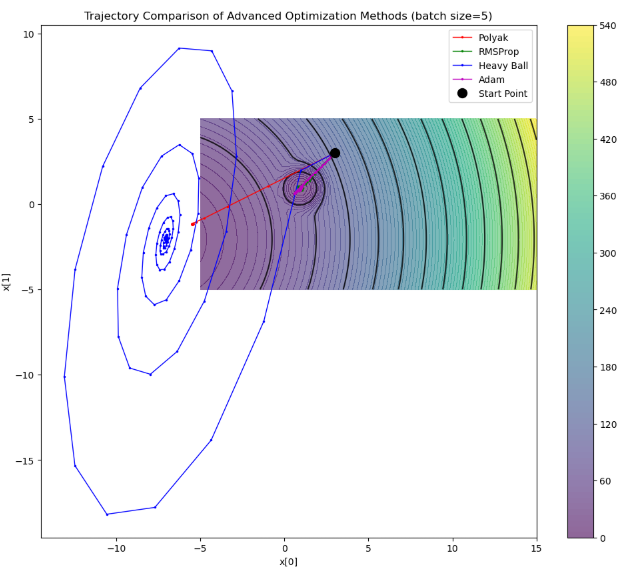 Trajectory Comparison of Advanced Optimization Methods (batch size=5)
Polyak
RMSProp
Heavy Ball
Adam
Start Point
10
5
0
−5
−10
−15
x[1]
−10
−5
0
5
10
15
x[0]
540
480
420
360
300
240
180
120
60
0